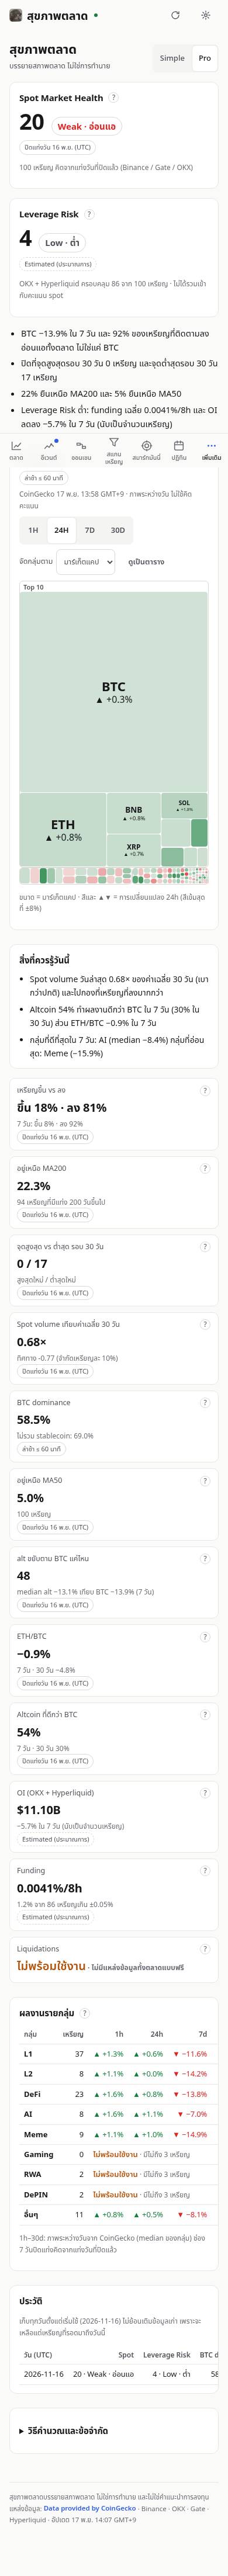 สุขภาพตลาด
สุขภาพตลาด
บรรยายสภาพตลาด ไม่ใช่การทำนาย
Simple Pro
Spot Market Health ?
20 Weak · อ่อนแอ
ปิดแท่งวัน 16 พ.ย. (UTC)
100 เหรียญ คิดจากแท่งวันที่ปิดแล้ว (Binance / Gate / OKX)
Leverage Risk ?
4 Low · ต่ำ
Estimated (ประมาณการ)
OKX + Hyperliquid ครอบคลุม 86 จาก 100 เหรียญ · ไม่ได้รวมเข้า
กับคะแนน spot
BTC −13.9% ใน 7 วัน และ 92% ของเหรียญที่ติดตามลง
อ่อนแอทั้งตลาด ไม่ใช่แค่ BTC
ปิดที่จุดสูงสุดรอบ 30 วัน 0 เหรียญ และจุดต่ำสุดรอบ 30 วัน
17 เหรียญ
22% ยืนเหนือ MA200 และ 5% ยืนเหนือ MA50
Leverage Risk ต่ำ: funding เฉลี่ย 0.0041%/8h และ OI
ลดลง −5.7% ใน 7 วัน (นับเป็นจำนวนเหรียญ)
ตลาด ชีวมติ ออนเชน สแกน
เหรียญ สมาร์ทมันนี่ ปฏิทิน เพิ่มเติม
ล่าช้า ≤ 60 นาที
CoinGecko 17 พ.ย. 13:58 GMT+9 · ภาพระหว่างวัน ไม่ใช้คิด
คะแนน
1H 24H 7D 30D
จัดกลุ่มตาม มาร์เก็ตแคป ดูเป็นตาราง
Top 10
BTC
▲ +0.3%
ETH
▲ +0.8%
BNB
▲ +0.8%
XRP
▲ +0.7%
SOL
▲ +1.8%
ขนาด = มาร์เก็ตแคป · สีและ ▲▼ = การเปลี่ยนแปลง 24h (สีเข้มสุด
ที่ ±8%)
สิ่งที่ควรรู้วันนี้
Spot volume วันล่าสุด 0.68× ของค่าเฉลี่ย 30 วัน (เบา
กว่าปกติ) และไปกองที่เหรียญที่ลงมากกว่า
Altcoin 54% ทำผลงานดีกว่า BTC ใน 7 วัน (30% ใน
30 วัน) ส่วน ETH/BTC −0.9% ใน 7 วัน
กลุ่มที่ดีที่สุดใน 7 วัน: AI (median −8.4%) กลุ่มที่อ่อน
สุด: Meme (−15.9%)
เหรียญขึ้น vs ลง ?
ขึ้น 18% · ลง 81%
7 วัน: ขึ้น 8% · ลง 92%
ปิดแท่งวัน 16 พ.ย. (UTC)
อยู่เหนือ MA200 ?
22.3%
94 เหรียญที่มีแท่ง 200 วันขึ้นไป
ปิดแท่งวัน 16 พ.ย. (UTC)
จุดสูงสุด vs ต่ำสุด รอบ 30 วัน ?
0 / 17
สูงสุดใหม่ / ต่ำสุดใหม่
ปิดแท่งวัน 16 พ.ย. (UTC)
Spot volume เทียบค่าเฉลี่ย 30 วัน ?
0.68×
ทิศทาง -0.77 (จำกัดเหรียญละ 10%)
ปิดแท่งวัน 16 พ.ย. (UTC)
BTC dominance ?
58.5%
ไม่รวม stablecoin: 69.0%
ล่าช้า ≤ 60 นาที
อยู่เหนือ MA50 ?
5.0%
100 เหรียญ
ปิดแท่งวัน 16 พ.ย. (UTC)
alt ขยับตาม BTC แค่ไหน ?
48
median alt −13.1% เทียบ BTC −13.9% (7 วัน)
ปิดแท่งวัน 16 พ.ย. (UTC)
ETH/BTC ?
−0.9%
7 วัน · 30 วัน −4.8%
ปิดแท่งวัน 16 พ.ย. (UTC)
Altcoin ที่ดีกว่า BTC ?
54%
7 วัน · 30 วัน 30%
ปิดแท่งวัน 16 พ.ย. (UTC)
OI (OKX + Hyperliquid) ?
$11.10B
−5.7% ใน 7 วัน (นับเป็นจำนวนเหรียญ)
Estimated (ประมาณการ)
Funding ?
0.0041%/8h
1.2% จาก 86 เหรียญเกิน ±0.05%
Estimated (ประมาณการ)
Liquidations ?
ไม่พร้อมใช้งาน · ไม่มีแหล่งข้อมูลทั้งตลาดแบบฟรี
ผลงานรายกลุ่ม ?
กลุ่ม เหรียญ 1h 24h 7d
L1 37 ▲ +1.3% ▲ +0.6% ▼ −11.6%
L2 8 ▲ +1.1% ▲ +0.0% ▼ −14.2%
DeFi 23 ▲ +1.6% ▲ +0.8% ▼ −13.8%
AI 8 ▲ +1.6% ▲ +1.1% ▼ −7.0%
Meme 9 ▲ +1.1% ▲ +1.0% ▼ −14.9%
Gaming 0 ไม่พร้อมใช้งาน · มีไม่ถึง 3 เหรียญ
RWA 2 ไม่พร้อมใช้งาน · มีไม่ถึง 3 เหรียญ
DePIN 2 ไม่พร้อมใช้งาน · มีไม่ถึง 3 เหรียญ
อื่นๆ 11 ▲ +0.8% ▲ +0.5% ▼ −8.1%
1h–30d: ภาพระหว่างวันจาก CoinGecko (median ของกลุ่ม) ช่อง
7 วันปิดแท่งคิดจากแท่งวันที่ปิดแล้ว
ประวัติ
เก็บทุกวันตั้งแต่เริ่มใช้ (2026-11-16) ไม่ย้อนเติมข้อมูลเก่า เพราะจะ
เหลือแต่เหรียญที่รอดมาถึงวันนี้
วัน (UTC) Spot Leverage Risk BTC d
2026-11-16 20 · Weak · อ่อนแอ 4 · Low · ต่ำ 58
วิธีคำนวณและข้อจำกัด
สุขภาพตลาดบรรยายสภาพตลาด ไม่ใช่การทำนาย และไม่ใช่คำแนะนำการลงทุน
แหล่งข้อมูล: Data provided by CoinGecko · Binance · OKX · Gate ·
Hyperliquid · อัปเดต 17 พ.ย. 14:07 GMT+9